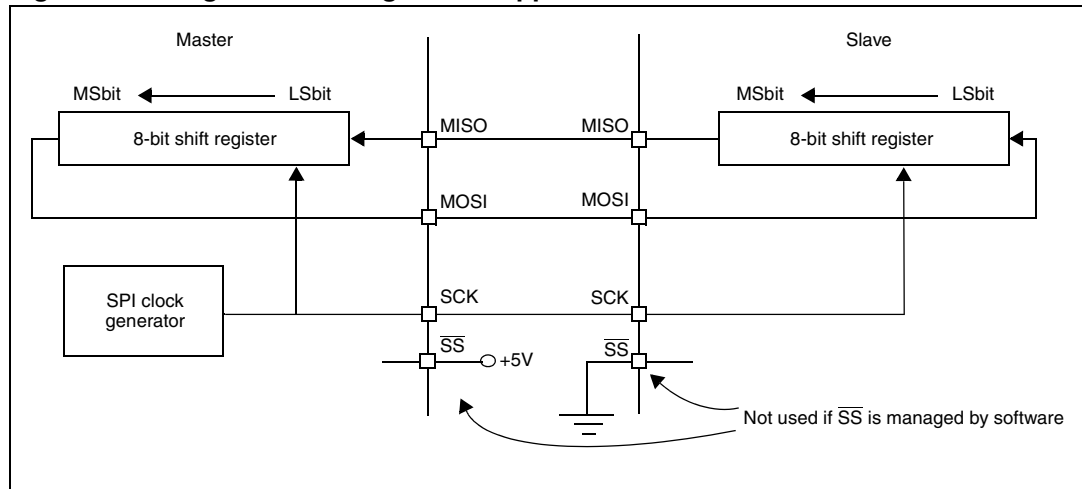 Master
Slave
MSbit LSbit
MSbit LSbit
8-bit shift register
MISO MISO
8-bit shift register
MOSI MOSI
SPI clock
generator
SCK SCK
SS +5V
SS
Not used if SS is managed by software